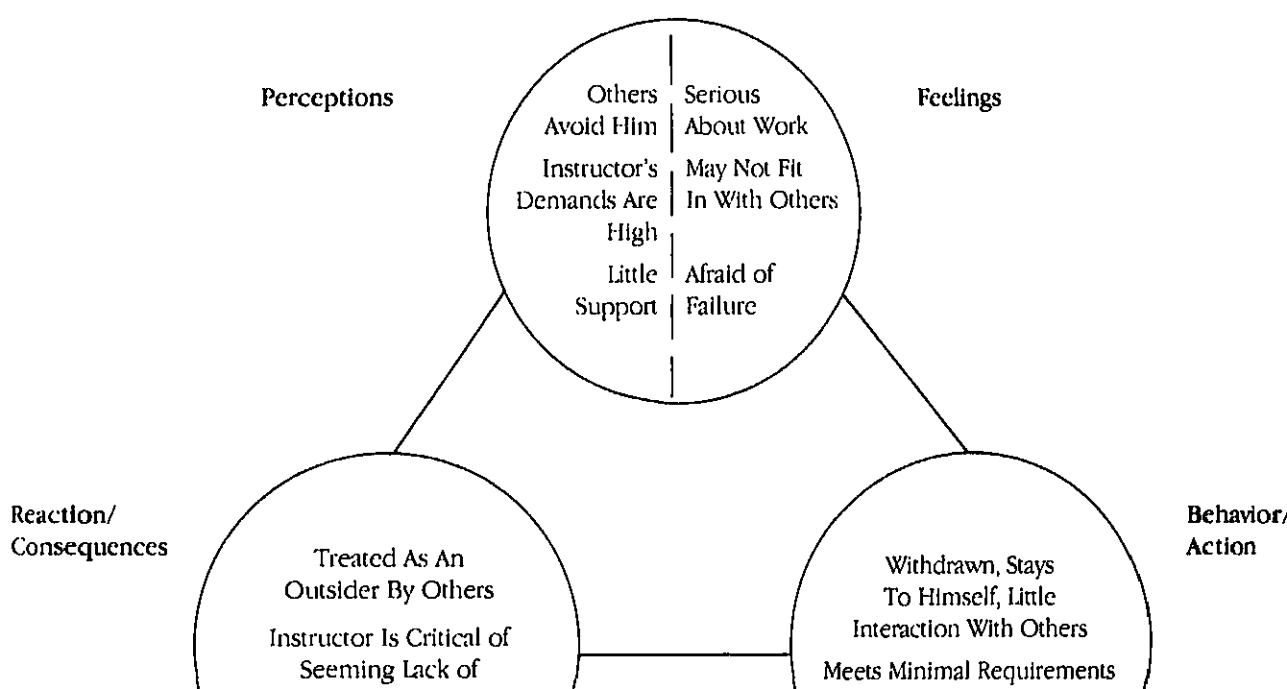 Perceptions
Others
Avoid Him
Instructor's
Demands Are
High
Little
Support
Serious
About Work
May Not Fit
In With Others
Afraid of
Failure
Feelings
Reaction/
Consequences
Treated As An
Outsider By Others
Instructor Is Critical of
Seeming Lack of
Withdrawn, Stays
To Himself, Little
Interaction With Others
Meets Minimal Requirements
Behavior/
Action